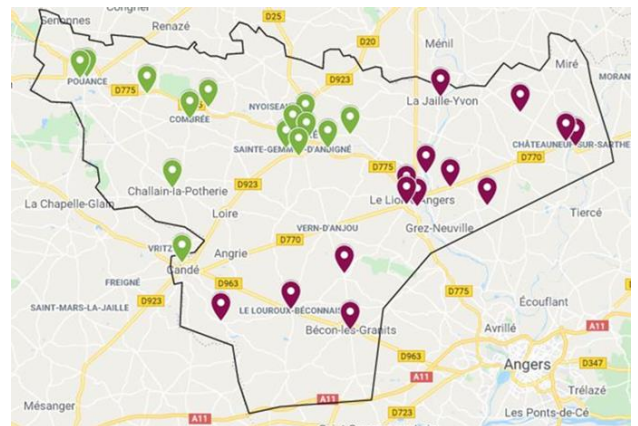 Congrier
Senonnes
Renazé
D25
D20
Ménil
Miré
MORAN
POUANCÉ
D775
D923
NYOISEAU
La Jaille-Yvon
COMBRÉE
CHÂTEAUNEUF-SUR-SARTHE
SAINTE-GEMMES-D'ANDIGNÉ
D775
D770
Challain-la-Potherie
D923
La Chapelle-Glain
Loire
Le Lion-d'Angers
Tiercé
VERN-D'ANJOU
Grez-Neuville
D770
VRITZ
Angrie
Candé
FREIGNÉ
D963
D775
SAINT-MARS-LA-JAILLE
D923
LE LOUROUX-BÉCONNAIS
Écouflant
Bécon-les-Granits
Avrillé
A11
D963
Angers
D347
A11
Trélazé
Mésanger
A11
A11
D723
Les Ponts-de-Cé